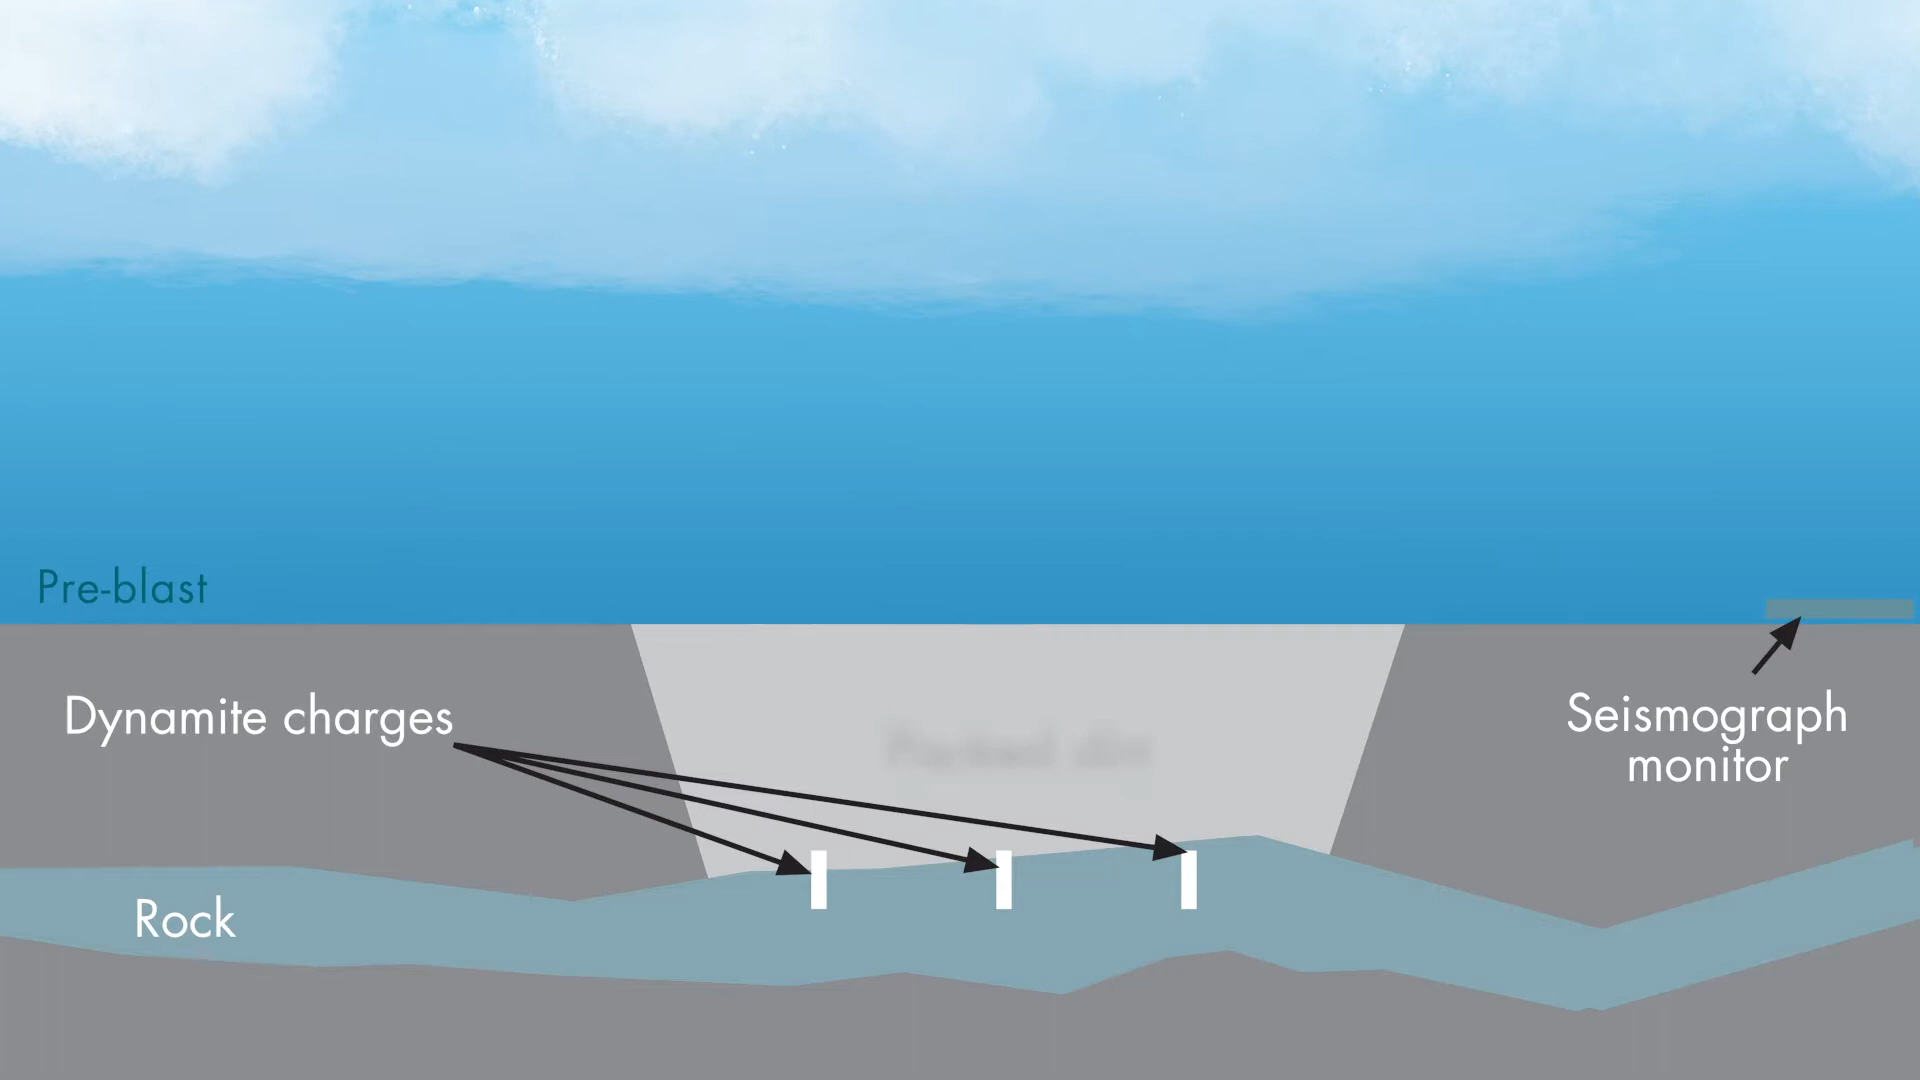 Pre-blast
Dynamite charges
Seismograph
monitor
Rock